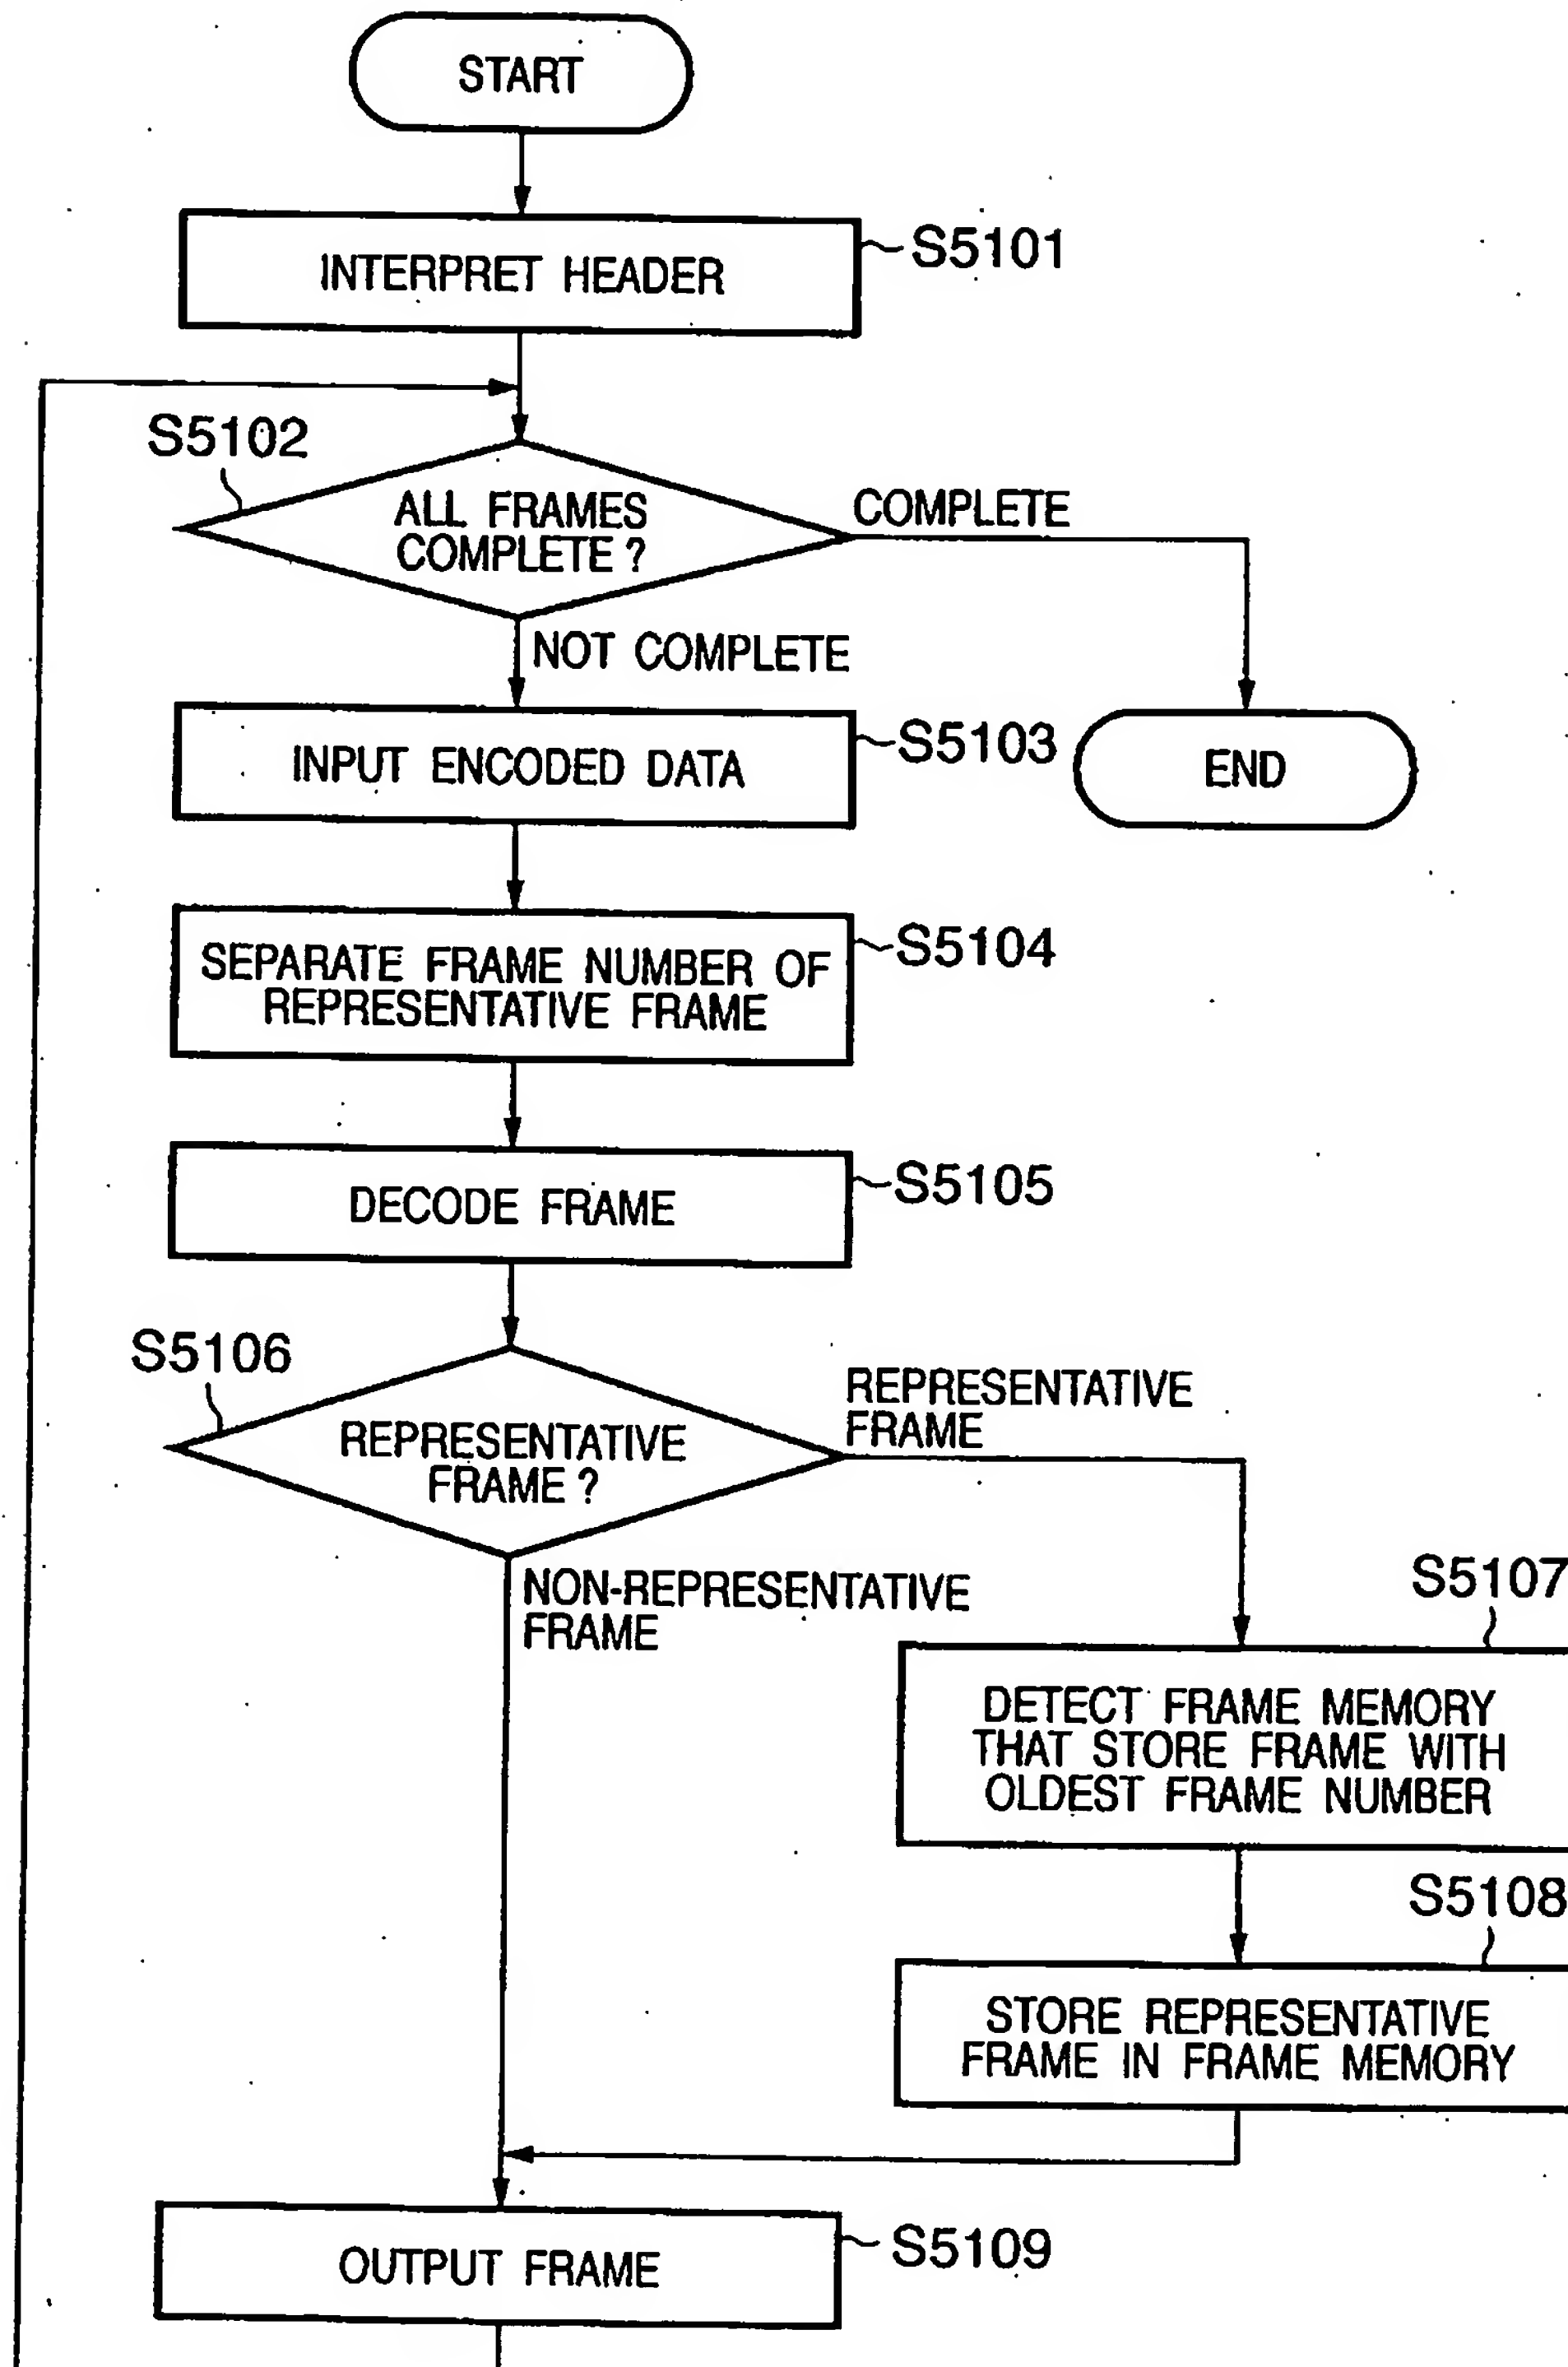 START
INTERPRET HEADER
S5101
S5102
ALL FRAMES
COMPLETE ?
COMPLETE
NOT COMPLETE
INPUT ENCODED DATA
S5103
END
SEPARATE FRAME NUMBER OF
REPRESENTATIVE FRAME
S5104
DECODE FRAME
S5105
S5106
REPRESENTATIVE
FRAME ?
REPRESENTATIVE
FRAME
NON-REPRESENTATIVE
FRAME
S5107
DETECT FRAME MEMORY
THAT STORE FRAME WITH
OLDEST FRAME NUMBER
S5108
STORE REPRESENTATIVE
FRAME IN FRAME MEMORY
OUTPUT FRAME
S5109